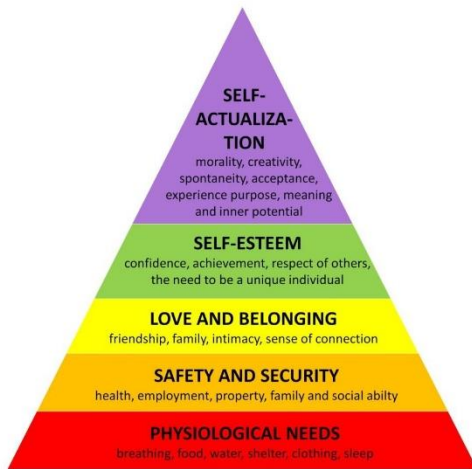 SELF-
ACTUALIZA-
TION
morality, creativity,
spontaneity, acceptance,
experience purpose, meaning
and inner potential
SELF-ESTEEM
confidence, achievement, respect of others,
the need to be a unique individual
LOVE AND BELONGING
friendship, family, intimacy, sense of connection
SAFETY AND SECURITY
health, employment, property, family and social abilty
PHYSIOLOGICAL NEEDS
breathing, food, water, shelter, clothing, sleep